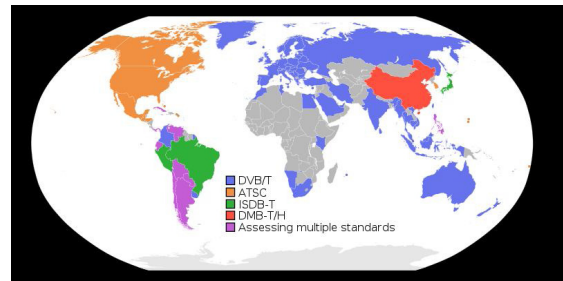 DVB/T
ATSC
ISDB-T
DMB-T/H
Assessing multiple standards